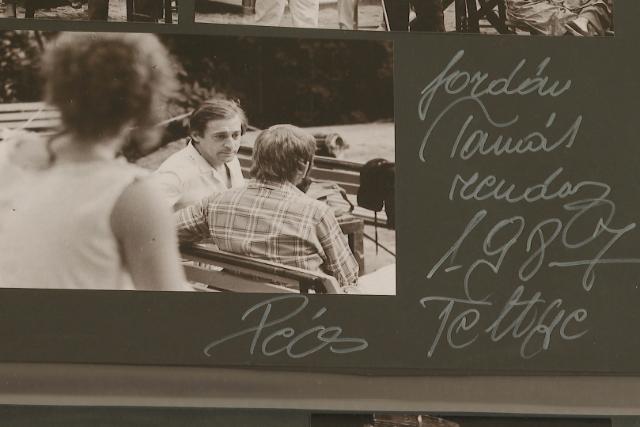 Jordán
Tamás
rendez
1987
Pécs Tettye